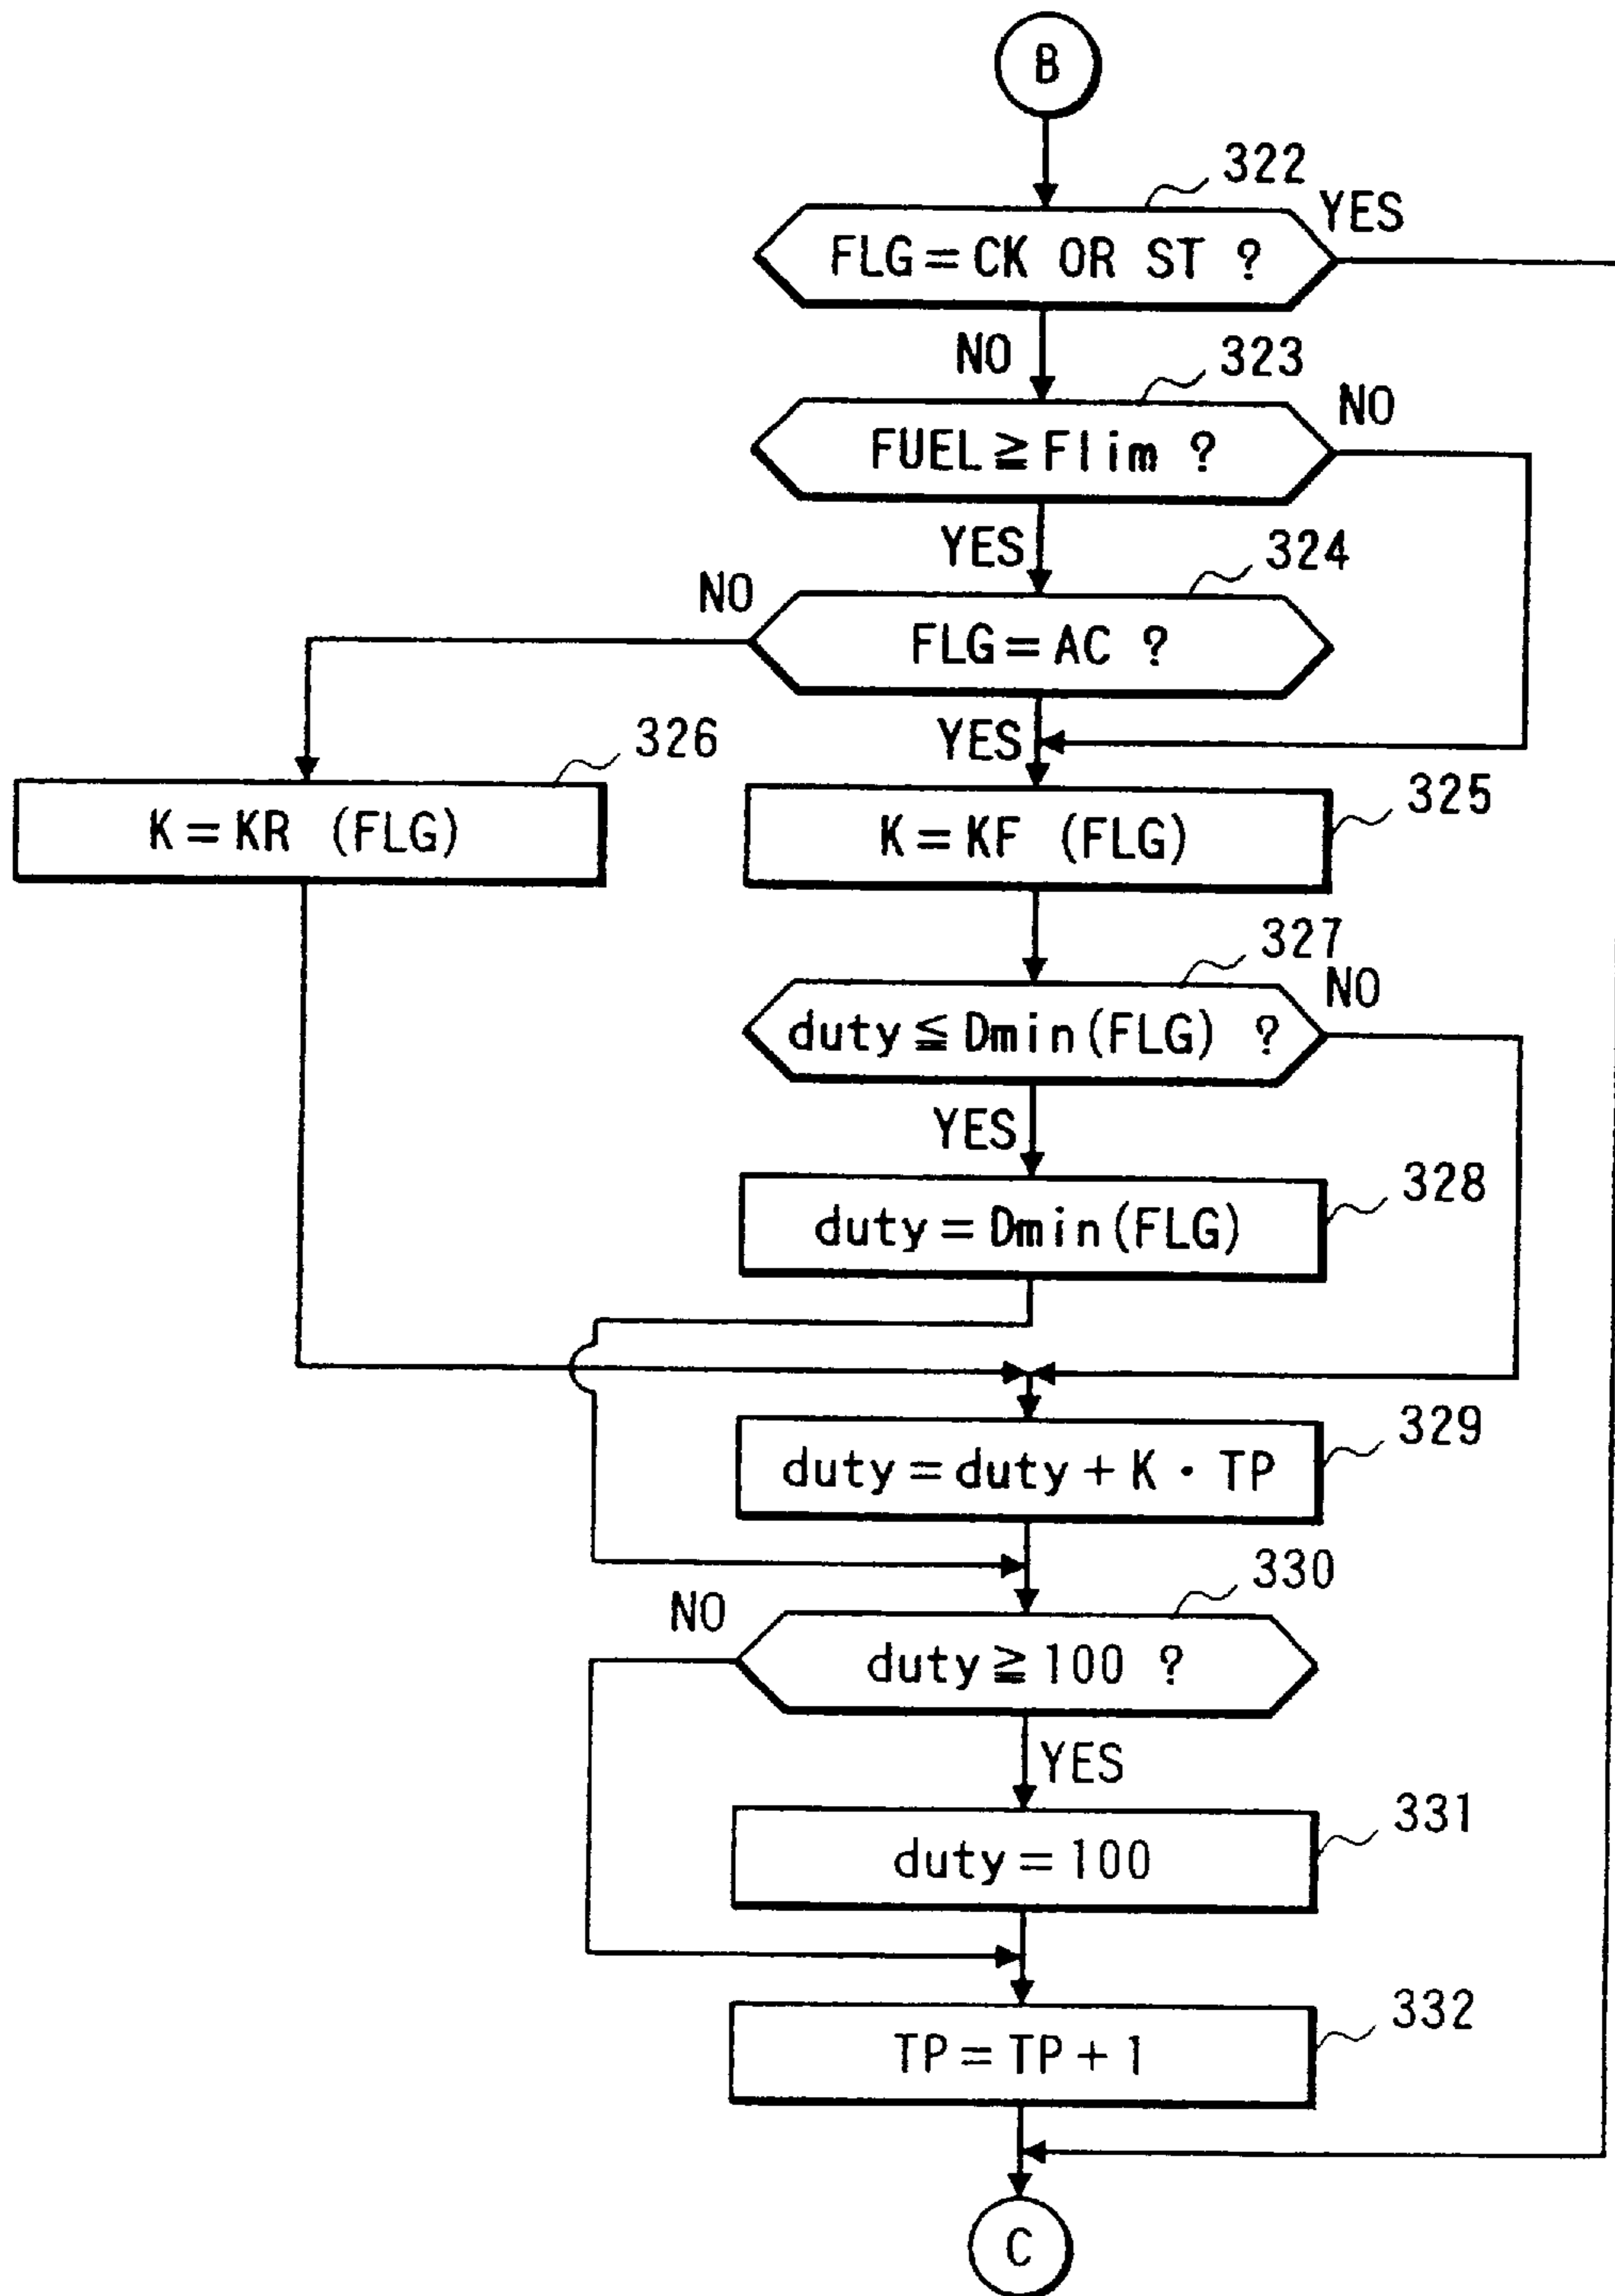 B
322
YES
FLG=CK OR ST ?
NO
323
NO
FUEL≧Flim ?
YES
324
NO
FLG=AC ?
YES
326
325
K=KR (FLG)
K=KF (FLG)
327
NO
duty≦Dmin(FLG) ?
YES
328
duty=Dmin(FLG)
329
duty=duty+K・TP
330
NO
duty≧100 ?
YES
331
duty=100
332
TP=TP+1
C